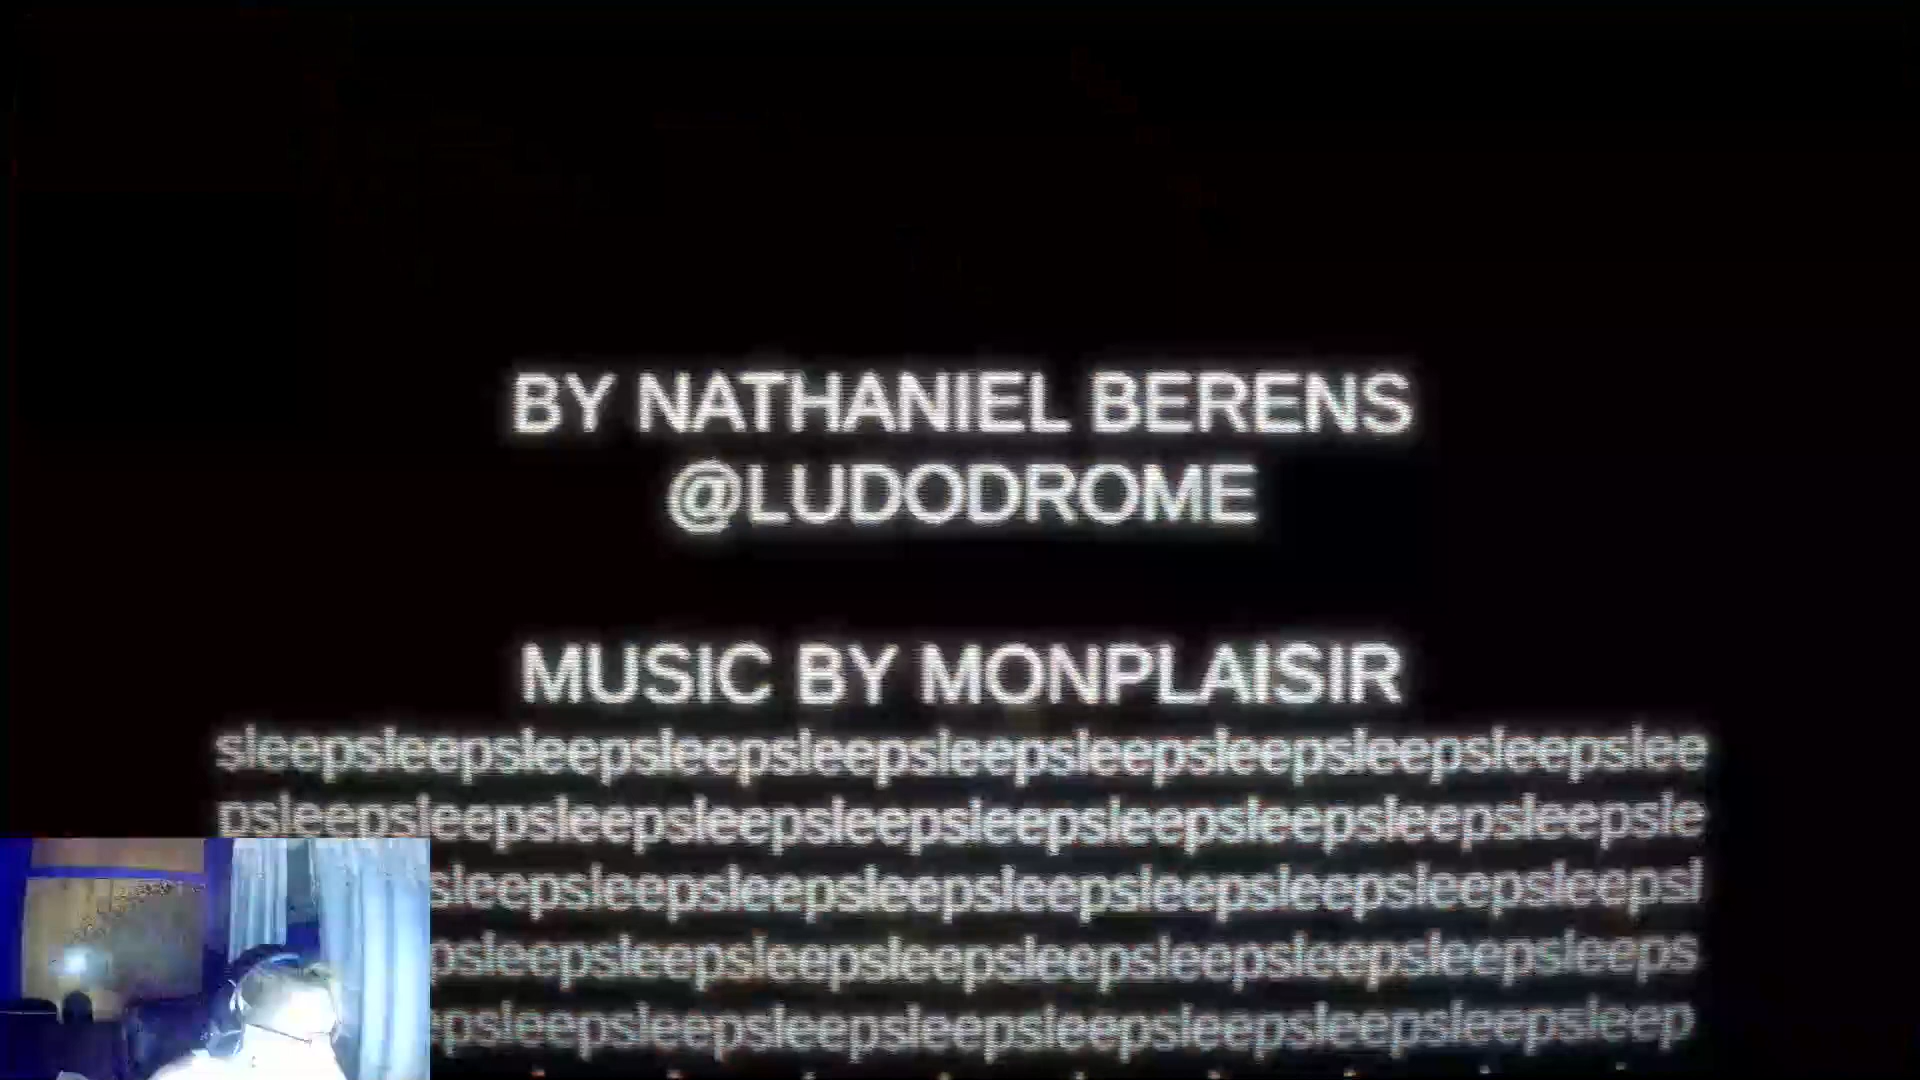 BY NATHANIEL BERENS
@LUDODROME
MUSIC BY MONPLAISIR
sleepsleepsleepsleepsleepsleepsleepsleepsleepsleepslee
psleepsleepsleepsleepsleepsleepsleepsleepsleepsleepsle
sleepsleepsleepsleepsleepsleepsleepsleepsleepsl
psleepsleepsleepsleepsleepsleepsleepsleepsleeps
epsleepsleepsleepsleepsleepsleepsleepsleepsleep